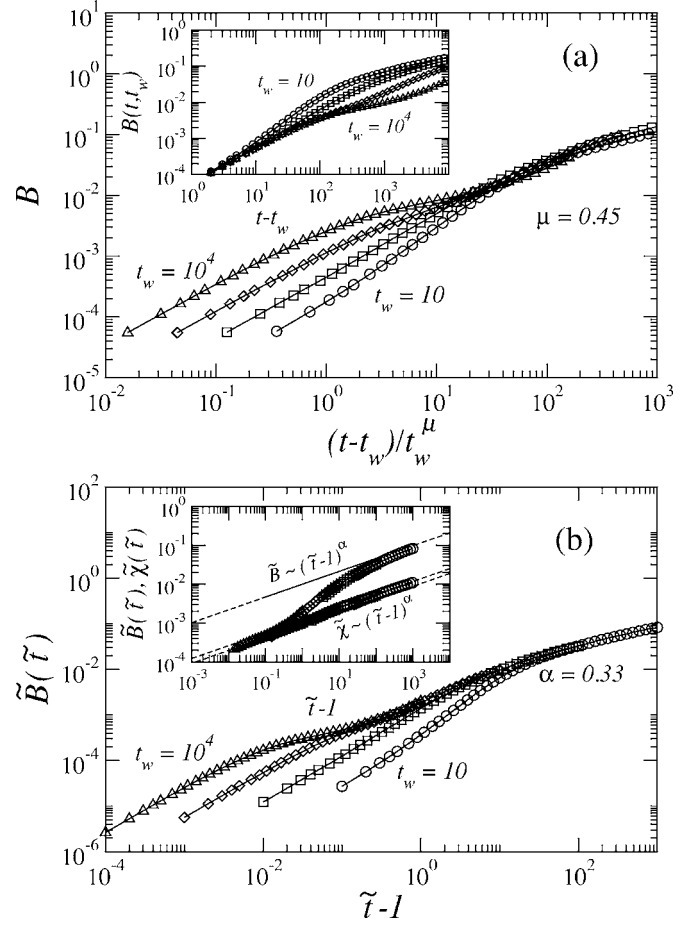 10^1
10^0
10^-1
10^-2
10^-3
10^-4
10^-5
B
(a)
10^0
10^-1
10^-2
10^-3
10^-4
B(t,t_w)
t_w = 10
t_w = 10^4
10^0 10^1 10^2 10^3
t-t_w
μ = 0.45
t_w = 10^4
t_w = 10
10^-2 10^-1 10^0 10^1 10^2 10^3
(t-t_w)/t_w^μ
10^2
10^0
10^-2
10^-4
10^-6
B̃(t̃)
(b)
10^0
10^-1
10^-2
10^-3
10^-4
B̃(t̃), χ̃(t̃)
B̃ ~ (t̃-1)^α
χ̃ ~ (t̃-1)^α
10^-3 10^-1 10^1 10^3
t̃-1
α = 0.33
t_w = 10^4
t_w = 10
10^-4 10^-2 10^0 10^2
t̃-1